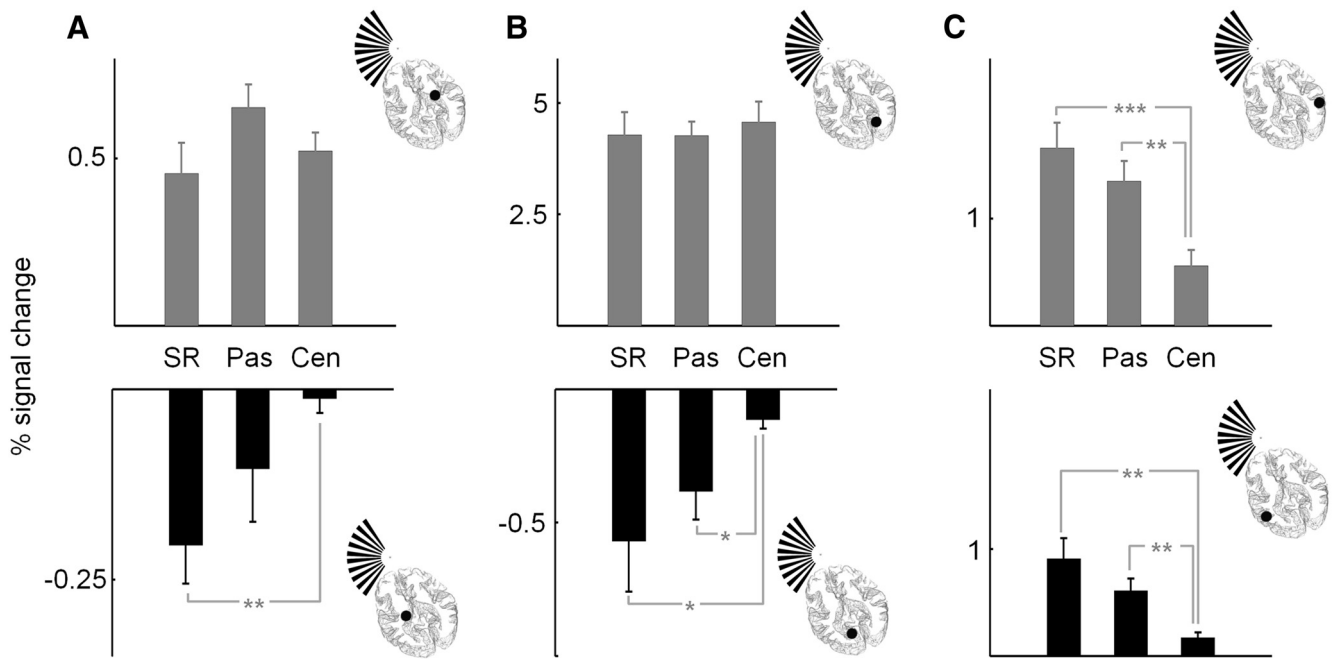 A
B
C
0.5
5
2.5
1
***
**
% signal change
SR Pas Cen
SR Pas Cen
SR Pas Cen
-0.25
**
-0.5
*
*
1
**
**